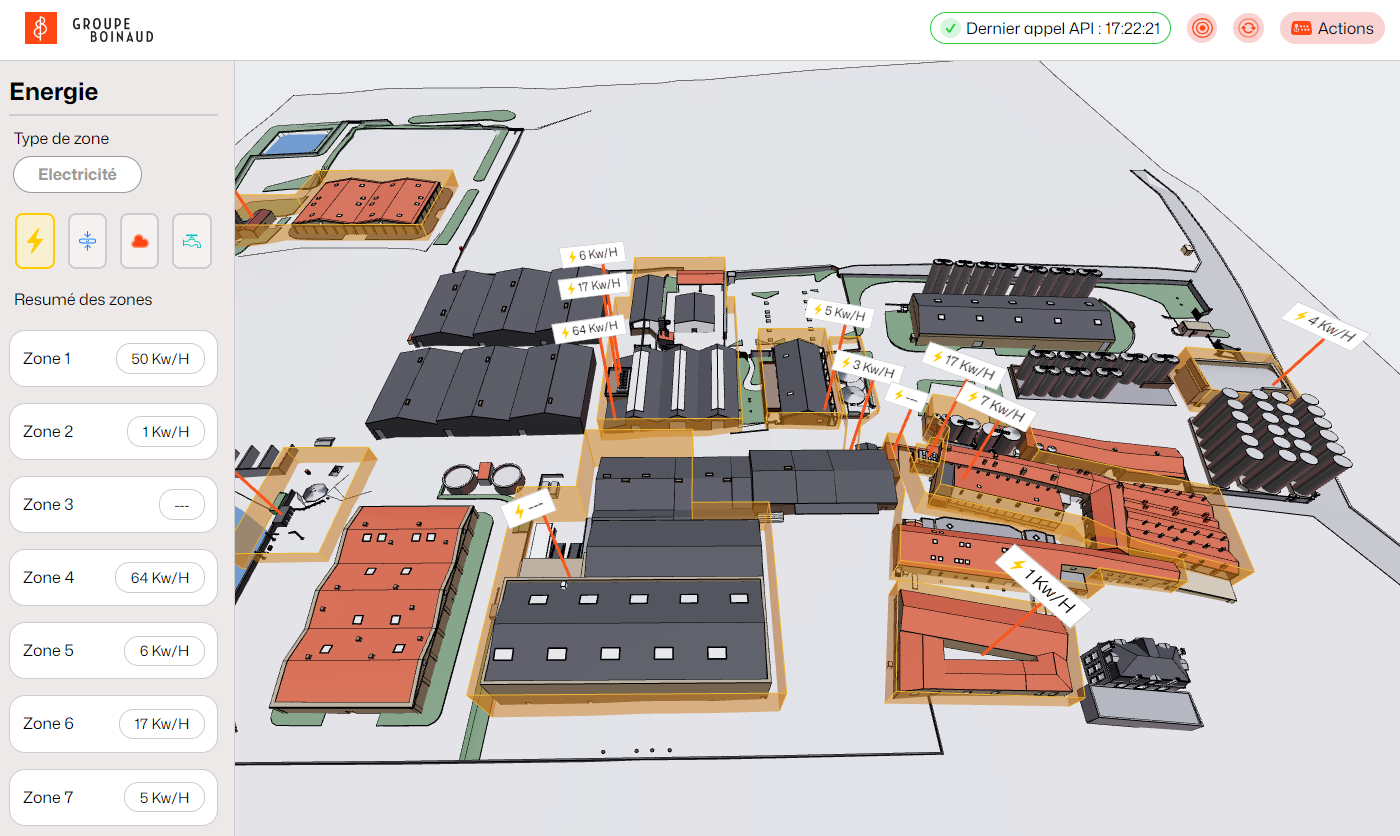 GROUPE
BOINAUD
Dernier appel API : 17:22:21
Actions
Energie
Type de zone
Electricité
Resumé des zones
Zone 1
50 Kw/H
Zone 2
1 Kw/H
Zone 3
---
Zone 4
64 Kw/H
Zone 5
6 Kw/H
Zone 6
17 Kw/H
Zone 7
5 Kw/H
6 Kw/H
17 Kw/H
64 Kw/H
5 Kw/H
3 Kw/H
---
17 Kw/H
7 Kw/H
4 Kw/H
---
1 Kw/H